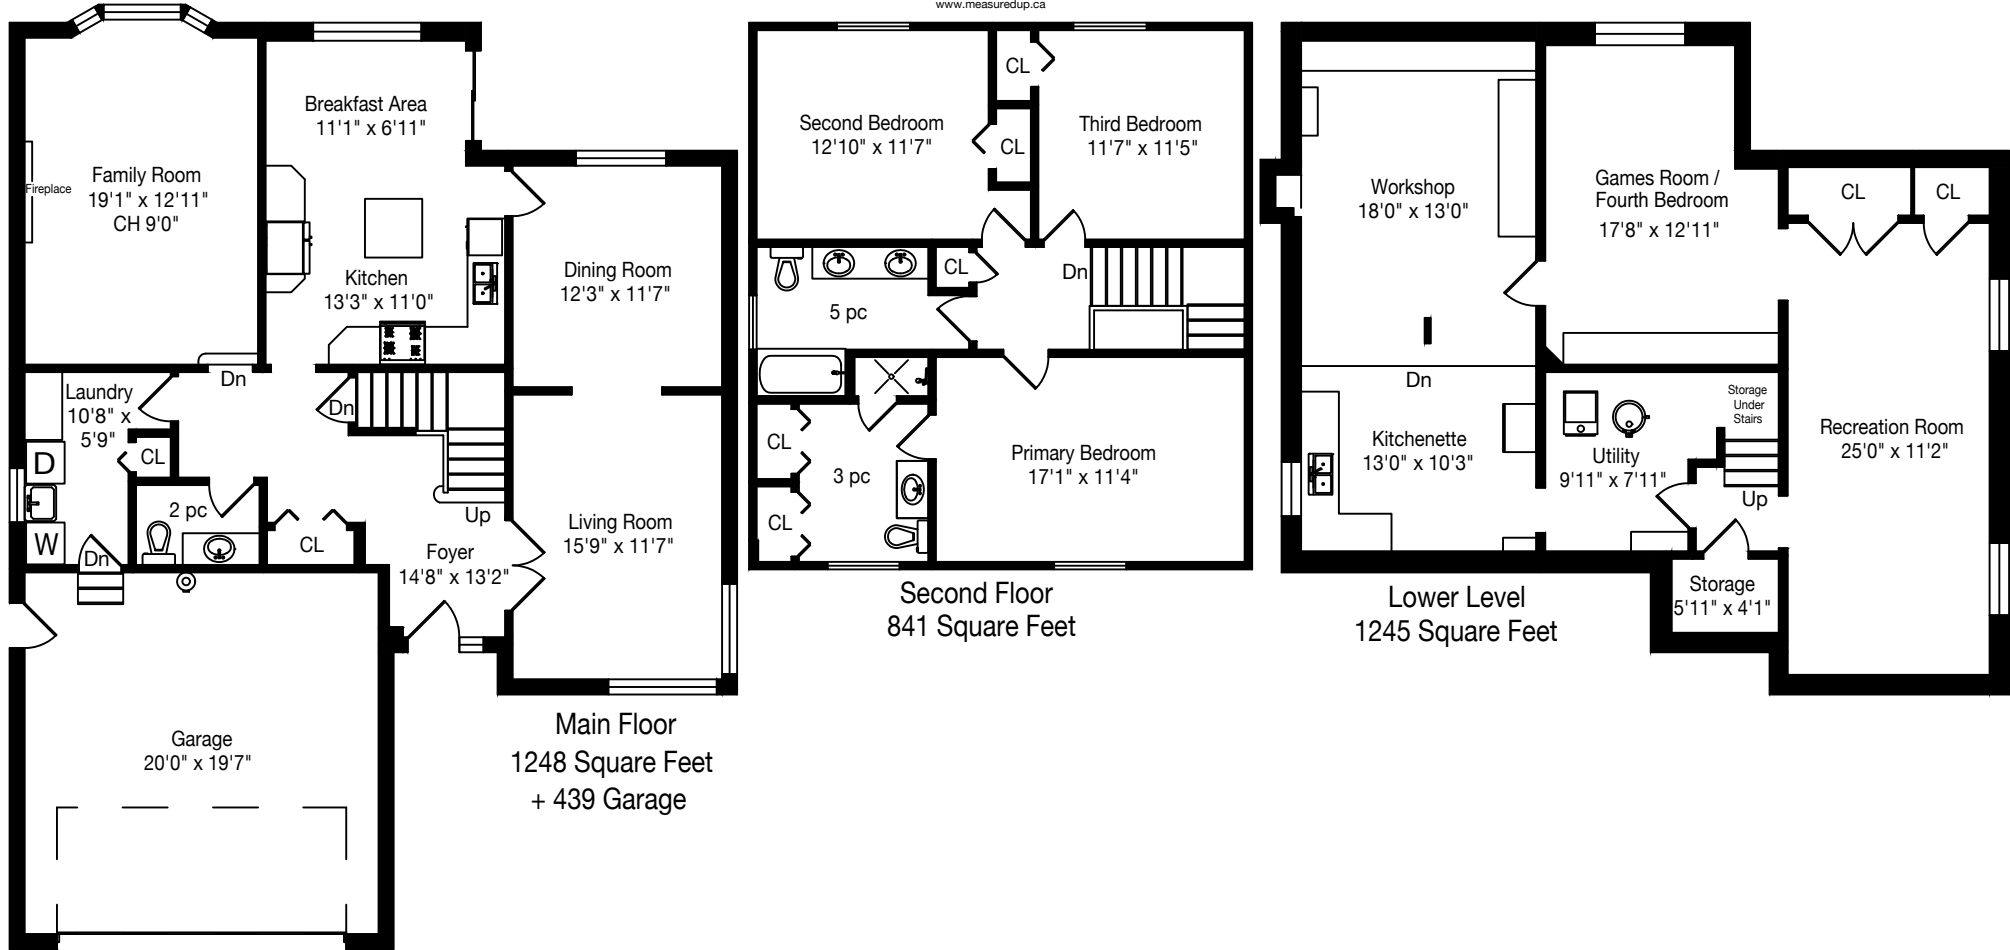 www.measuredup.ca
Breakfast Area
11'1" x 6'11"
Family Room
19'1" x 12'11"
CH 9'0"
Fireplace
Kitchen
13'3" x 11'0"
Dining Room
12'3" x 11'7"
Dn
Dn
Laundry
10'8" x
5'9"
CL
D
W
2 pc
Dn
CL
Up
Foyer
14'8" x 13'2"
Living Room
15'9" x 11'7"
Garage
20'0" x 19'7"
Main Floor
1248 Square Feet
+ 439 Garage
Second Bedroom
12'10" x 11'7"
CL
CL
Third Bedroom
11'7" x 11'5"
CL
Dn
5 pc
CL
CL
3 pc
Primary Bedroom
17'1" x 11'4"
Second Floor
841 Square Feet
Workshop
18'0" x 13'0"
Games Room /
Fourth Bedroom
17'8" x 12'11"
CL
CL
Dn
Kitchenette
13'0" x 10'3"
Storage
Under
Stairs
Utility
9'11" x 7'11"
Up
Recreation Room
25'0" x 11'2"
Storage
5'11" x 4'1"
Lower Level
1245 Square Feet